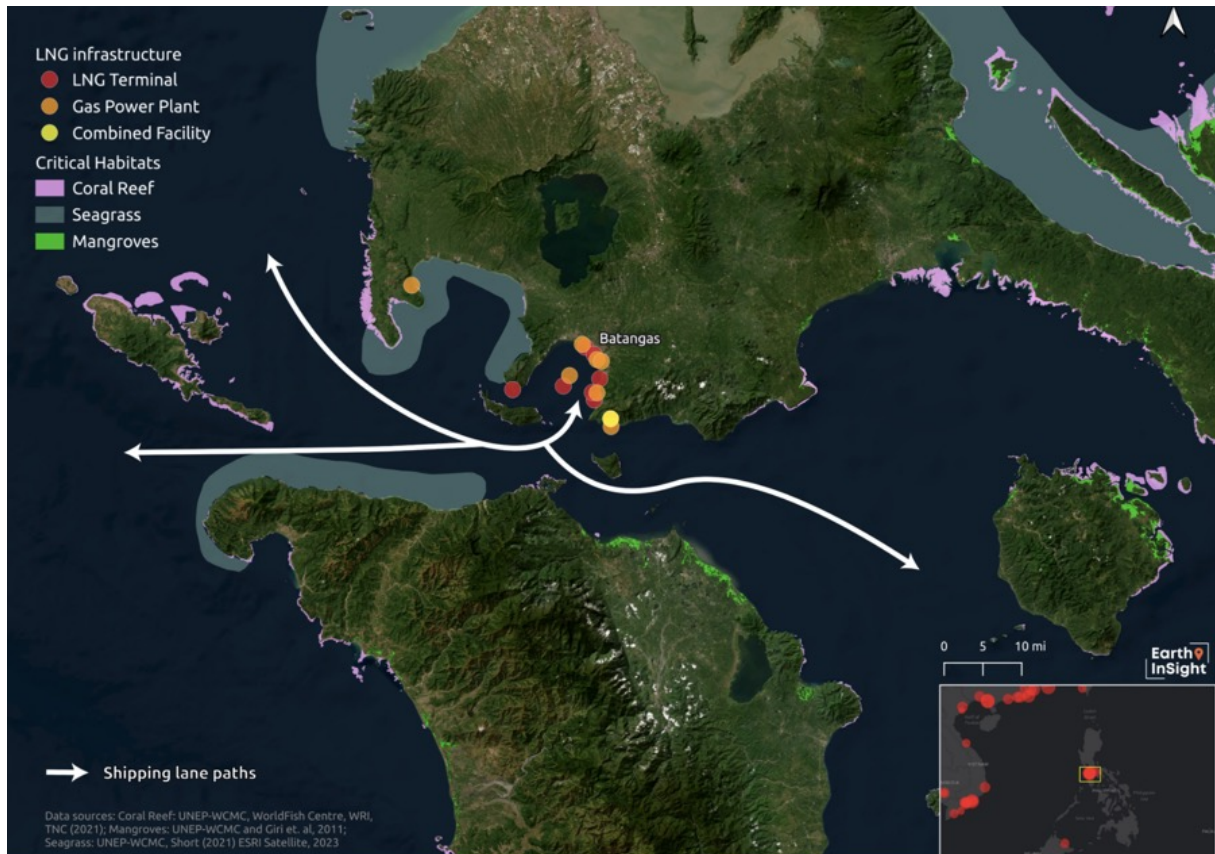 LNG infrastructure
LNG Terminal
Gas Power Plant
Combined Facility
Critical Habitats
Coral Reef
Seagrass
Mangroves
Batangas
0 5 10 mi
Earth
InSight
Shipping lane paths
Data sources: Coral Reef: UNEP-WCMC, WorldFish Centre, WRI,
TNC (2021); Mangroves: UNEP-WCMC and Giri et. al, 2011;
Seagrass: UNEP-WCMC, Short (2021) ESRI Satellite, 2023